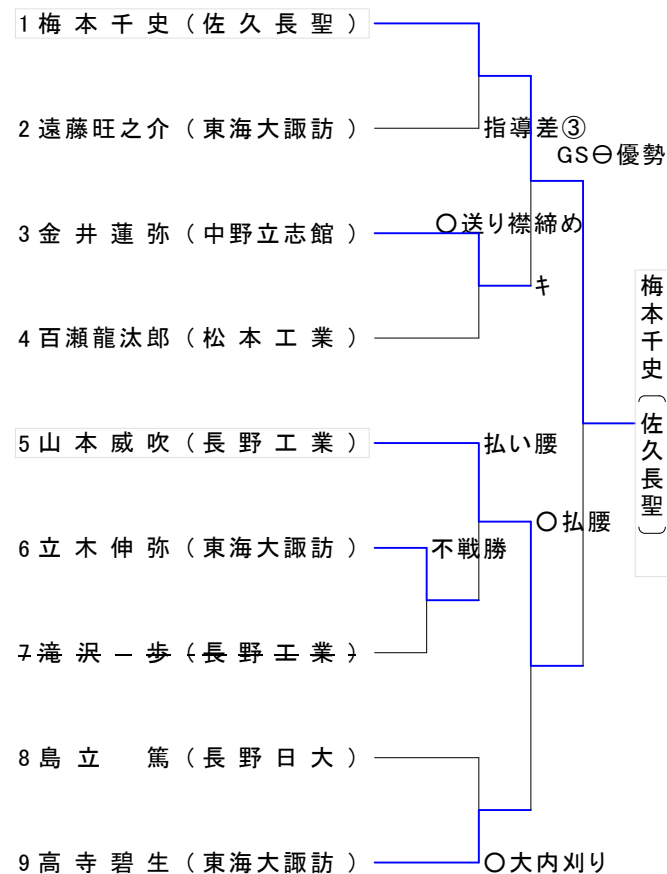 1 梅本千史 (佐久長聖)
2 遠藤旺之介 (東海大諏訪)
指導差③
GS⊖優勢
3 金井蓮弥 (中野立志館)
〇送り襟締め
キ
4 百瀬龍汰郎 (松本工業)
梅本千史〔佐久長聖〕
5 山本威吹 (長野工業)
払い腰
〇払腰
6 立木伸弥 (東海大諏訪)
不戦勝
7 滝沢一歩 (長野工業)
8 島立 篤 (長野日大)
9 高寺碧生 (東海大諏訪)
〇大内刈り